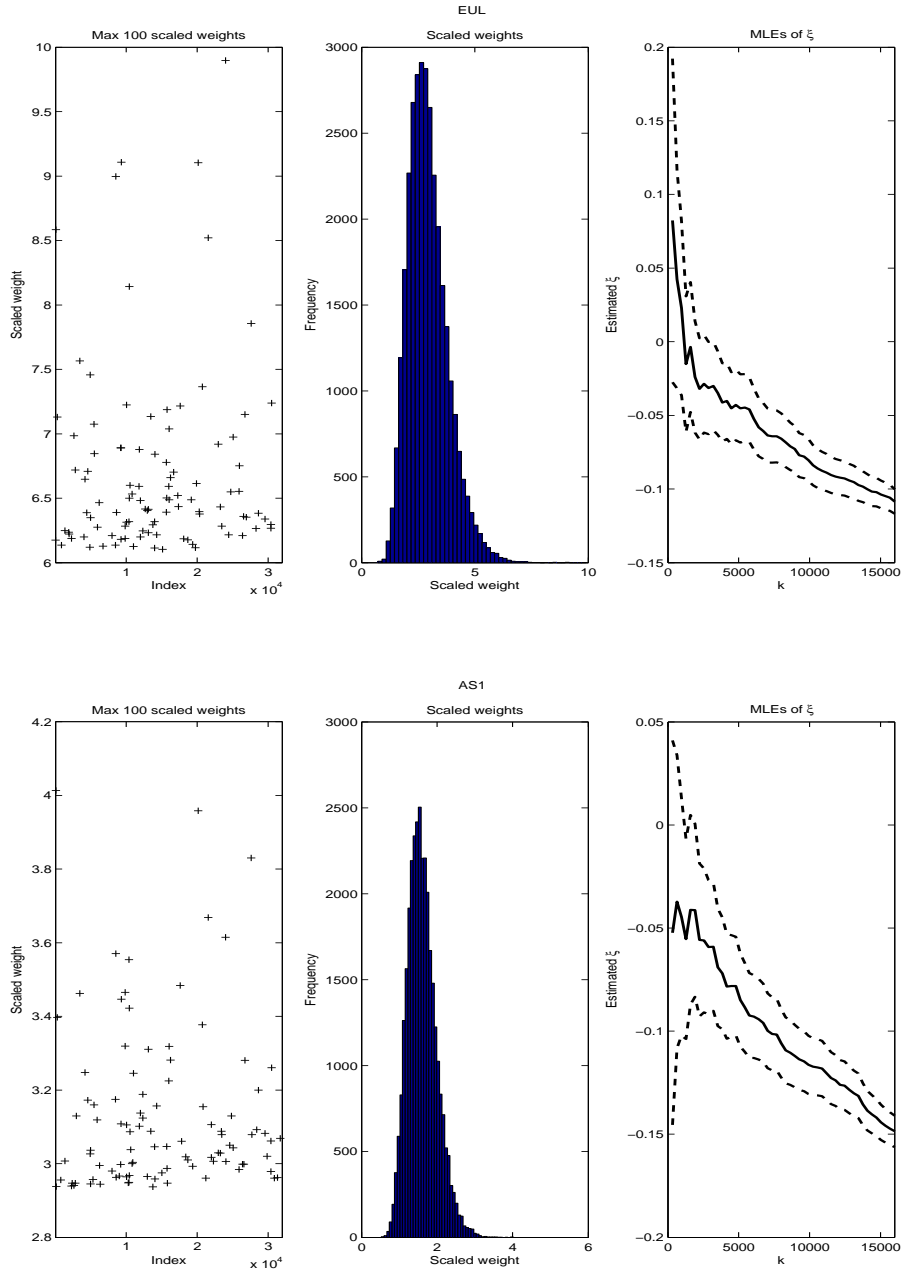 EUL
Max 100 scaled weights
10
9.5
9
8.5
8
7.5
7
6.5
6
Scaled weight
1 2 3
Index
x 10^4
Scaled weights
3000
2500
2000
1500
1000
500
0
Frequency
0 5 10
Scaled weight
MLEs of ξ
0.2
0.15
0.1
0.05
0
−0.05
−0.1
−0.15
Estimated ξ
0 5000 10000 15000
k
AS1
Max 100 scaled weights
4.2
4
3.8
3.6
3.4
3.2
3
2.8
Scaled weight
1 2 3
Index
x 10^4
Scaled weights
3000
2500
2000
1500
1000
500
0
Frequency
0 2 4 6
Scaled weight
MLEs of ξ
0.05
0
−0.05
−0.1
−0.15
−0.2
Estimated ξ
0 5000 10000 15000
k